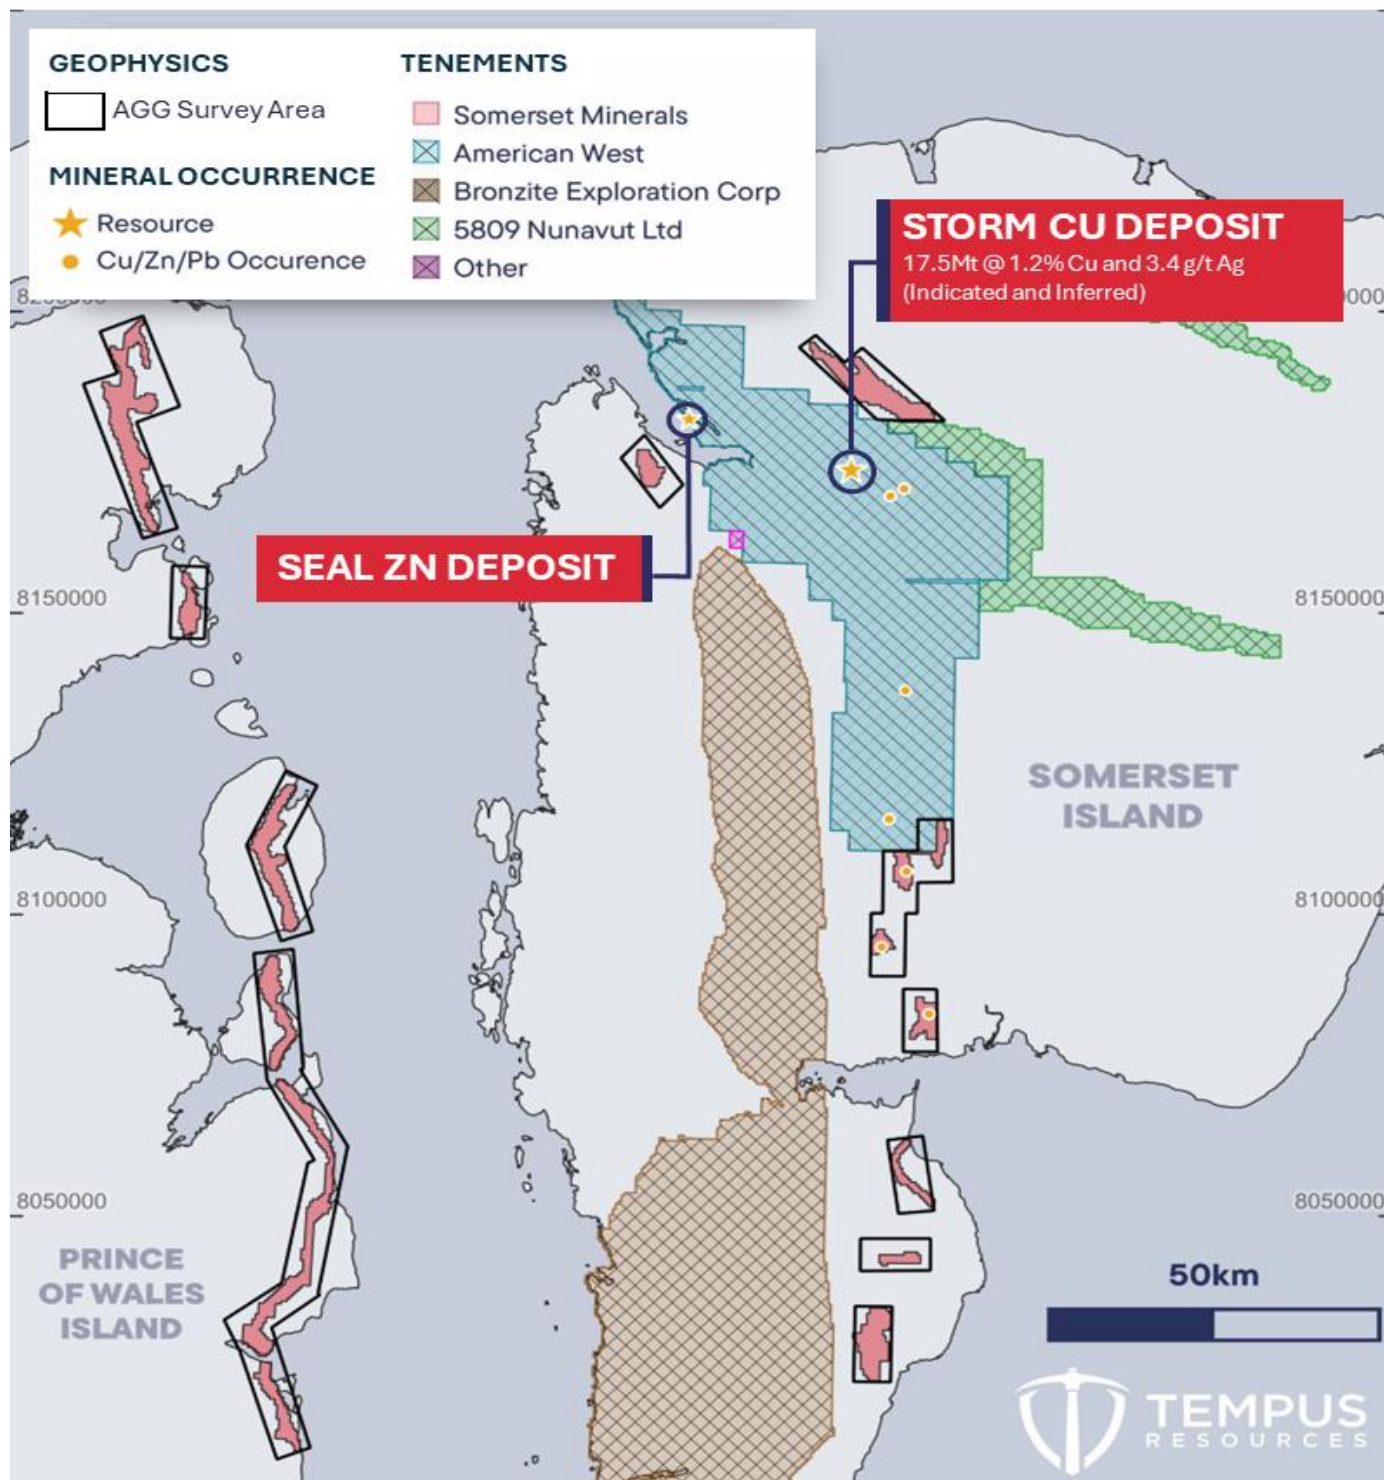 GEOPHYSICS
AGG Survey Area
MINERAL OCCURRENCE
Resource
Cu/Zn/Pb Occurence
TENEMENTS
Somerset Minerals
American West
Bronzite Exploration Corp
5809 Nunavut Ltd
Other
STORM CU DEPOSIT
17.5Mt @ 1.2% Cu and 3.4 g/t Ag
(Indicated and Inferred)
SEAL ZN DEPOSIT
8150000
8150000
SOMERSET
ISLAND
8100000
8100000
8050000
8050000
PRINCE
OF WALES
ISLAND
50km
TEMPUS
RESOURCES